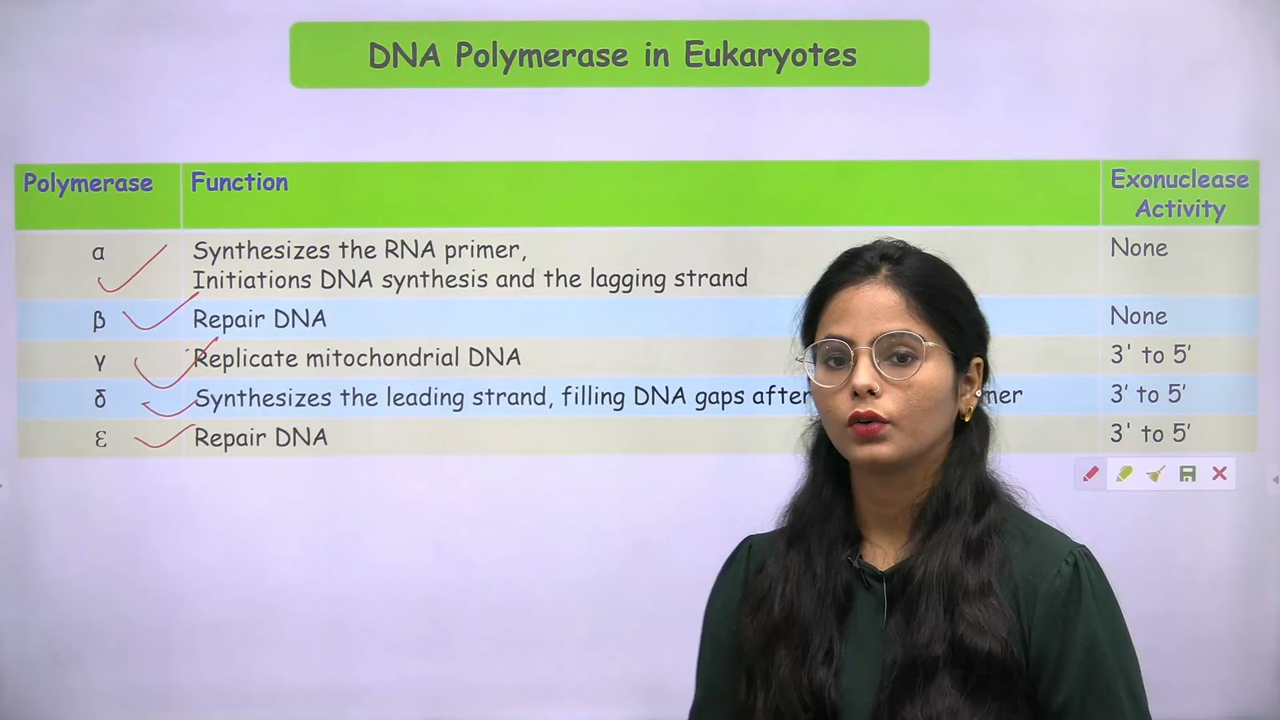 DNA Polymerase in Eukaryotes
Polymerase Function Exonuclease
Activity
α Synthesizes the RNA primer, None
Initiations DNA synthesis and the lagging strand
β Repair DNA None
γ Replicate mitochondrial DNA 3' to 5'
δ Synthesizes the leading strand, filling DNA gaps after 3' to 5'
ε Repair DNA 3' to 5'